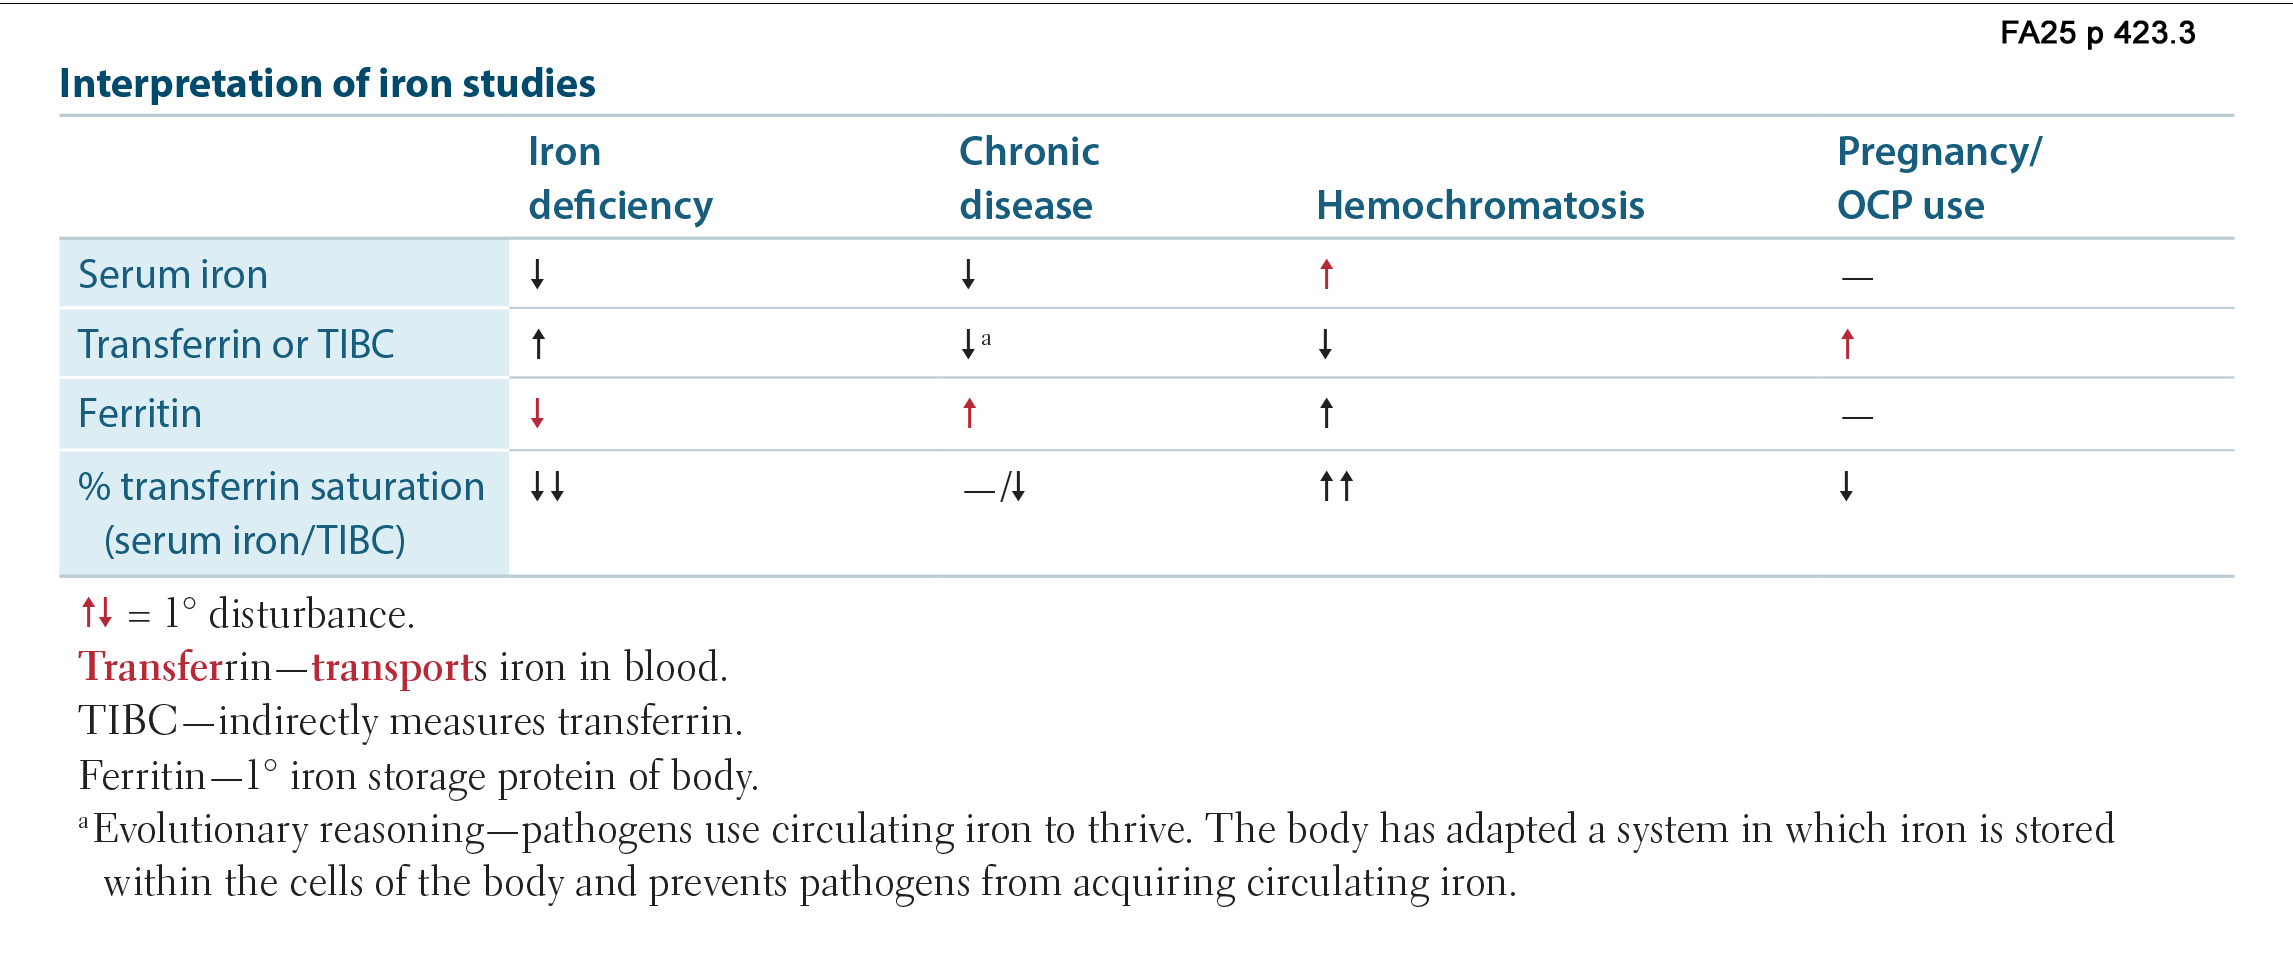 FA25 p 423.3
Interpretation of iron studies
Iron deficiency Chronic disease Hemochromatosis Pregnancy/ OCP use
Serum iron ↓ ↓ ↑ —
Transferrin or TIBC ↑ ↓a ↓ ↑
Ferritin ↓ ↑ ↑ —
% transferrin saturation ↓↓ —/↓ ↑↑ ↓
(serum iron/TIBC)
↑↓ = 1° disturbance.
Transferrin—transports iron in blood.
TIBC—indirectly measures transferrin.
Ferritin—1° iron storage protein of body.
aEvolutionary reasoning—pathogens use circulating iron to thrive. The body has adapted a system in which iron is stored
within the cells of the body and prevents pathogens from acquiring circulating iron.